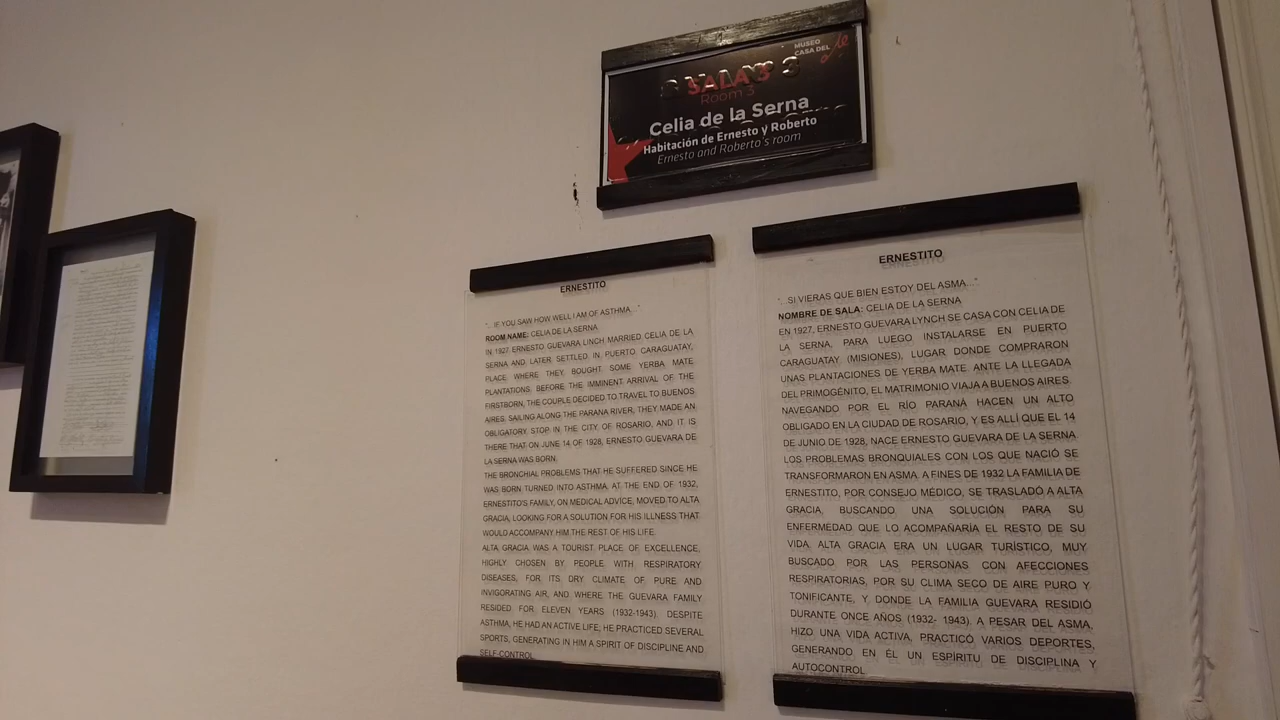 MUSEO
CASA DEL
SALA 3
Room 3
Celia de la Serna
Habitación de Ernesto y Roberto
Ernesto and Roberto's room
ERNESTITO
"... IF YOU SAW HOW WELL I AM OF ASTHMA..."
ROOM NAME: CELIA DE LA SERNA
IN 1927 ERNESTO GUEVARA LINCH MARRIED CELIA DE LA
SERNA AND LATER SETTLED IN PUERTO CARAGUATAY,
PLACE WHERE THEY BOUGHT SOME YERBA MATE
PLANTATIONS. BEFORE THE IMMINENT ARRIVAL OF THE
FIRSTBORN, THE COUPLE DECIDED TO TRAVEL TO BUENOS
AIRES. SAILING ALONG THE PARANA RIVER, THEY MADE AN
OBLIGATORY STOP IN THE CITY OF ROSARIO, AND IT IS
THERE THAT ON JUNE 14 OF 1928, ERNESTO GUEVARA DE
LA SERNA WAS BORN.
THE BRONCHIAL PROBLEMS THAT HE SUFFERED SINCE HE
WAS BORN TURNED INTO ASTHMA. AT THE END OF 1932,
ERNESTITO'S FAMILY, ON MEDICAL ADVICE, MOVED TO ALTA
GRACIA, LOOKING FOR A SOLUTION FOR HIS ILLNESS THAT
WOULD ACCOMPANY HIM THE REST OF HIS LIFE.
ALTA GRACIA WAS A TOURIST PLACE OF EXCELLENCE,
HIGHLY CHOSEN BY PEOPLE WITH RESPIRATORY
DISEASES, FOR ITS DRY CLIMATE OF PURE AND
INVIGORATING AIR, AND WHERE THE GUEVARA FAMILY
RESIDED FOR ELEVEN YEARS (1932-1943). DESPITE
ASTHMA, HE HAD AN ACTIVE LIFE; HE PRACTICED SEVERAL
SPORTS, GENERATING IN HIM A SPIRIT OF DISCIPLINE AND
SELF-CONTROL.
ERNESTITO
"...SI VIERAS QUE BIEN ESTOY DEL ASMA..."
NOMBRE DE SALA: CELIA DE LA SERNA
EN 1927, ERNESTO GUEVARA LYNCH SE CASA CON CELIA DE
LA SERNA, PARA LUEGO INSTALARSE EN PUERTO
CARAGUATAY (MISIONES), LUGAR DONDE COMPRARON
UNAS PLANTACIONES DE YERBA MATE. ANTE LA LLEGADA
DEL PRIMOGÉNITO, EL MATRIMONIO VIAJA A BUENOS AIRES.
NAVEGANDO POR EL RÍO PARANÁ HACEN UN ALTO
OBLIGADO EN LA CIUDAD DE ROSARIO, Y ES ALLÍ QUE EL 14
DE JUNIO DE 1928, NACE ERNESTO GUEVARA DE LA SERNA
LOS PROBLEMAS BRONQUIALES CON LOS QUE NACIÓ SE
TRANSFORMARON EN ASMA. A FINES DE 1932 LA FAMILIA DE
ERNESTITO, POR CONSEJO MÉDICO, SE TRASLADÓ A ALTA
GRACIA, BUSCANDO UNA SOLUCIÓN PARA SU
ENFERMEDAD QUE LO ACOMPAÑARÍA EL RESTO DE SU
VIDA. ALTA GRACIA ERA UN LUGAR TURÍSTICO, MUY
BUSCADO POR LAS PERSONAS CON AFECCIONES
RESPIRATORIAS, POR SU CLIMA SECO DE AIRE PURO Y
TONIFICANTE, Y DONDE LA FAMILIA GUEVARA RESIDIÓ
DURANTE ONCE AÑOS (1932- 1943). A PESAR DEL ASMA,
HIZO UNA VIDA ACTIVA, PRACTICÓ VARIOS DEPORTES,
GENERANDO EN ÉL UN ESPÍRITU DE DISCIPLINA Y
AUTOCONTROL